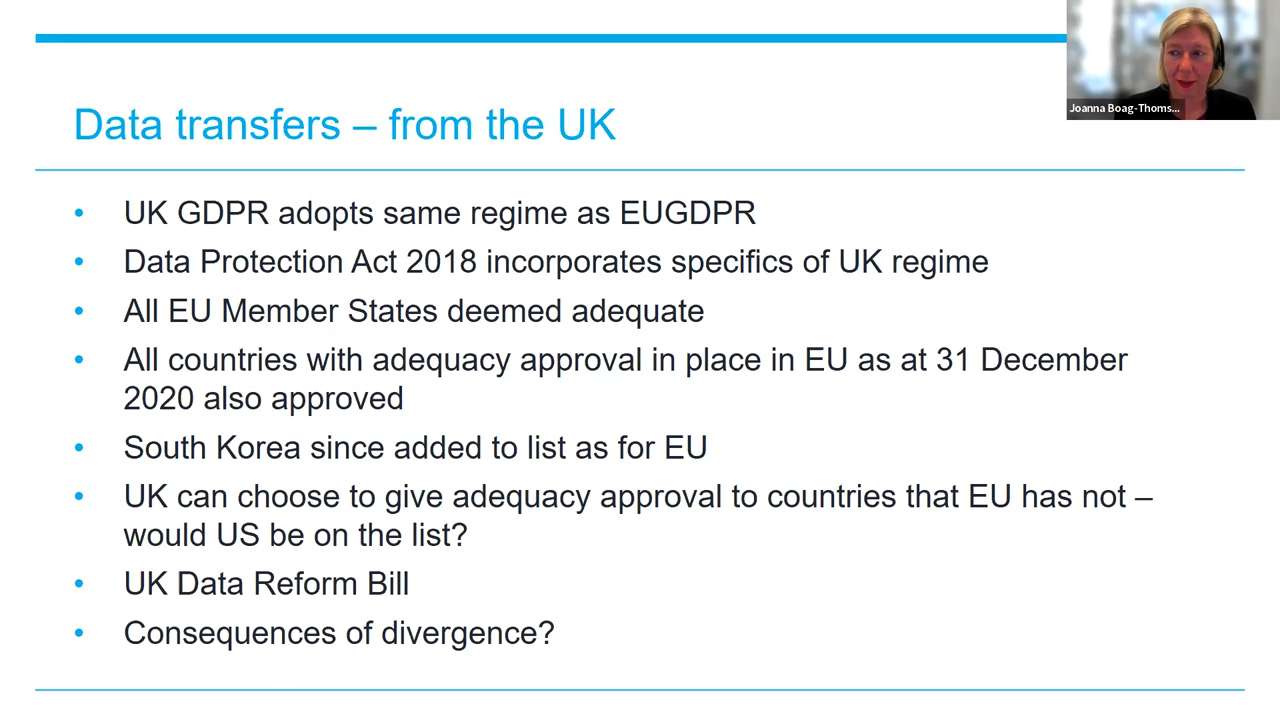 Joanna Boag-Thoms...
Data transfers – from the UK
• UK GDPR adopts same regime as EUGDPR
• Data Protection Act 2018 incorporates specifics of UK regime
• All EU Member States deemed adequate
• All countries with adequacy approval in place in EU as at 31 December
2020 also approved
• South Korea since added to list as for EU
• UK can choose to give adequacy approval to countries that EU has not –
would US be on the list?
• UK Data Reform Bill
• Consequences of divergence?